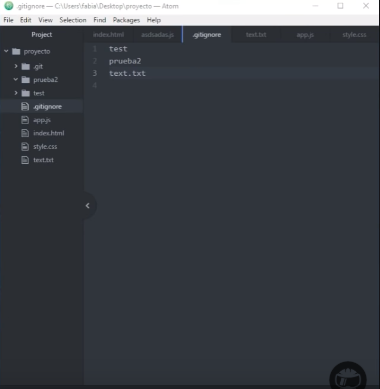 .gitignore — C:\Users\fabia\Desktop\proyecto — Atom
File Edit View Selection Find Packages Help
Project
index.html
asdsadas.js
.gitignore
text.txt
app.js
style.css
proyecto
.git
prueba2
test
.gitignore
app.js
index.html
style.css
text.txt
1 test
2 prueba2
3 text.txt
4